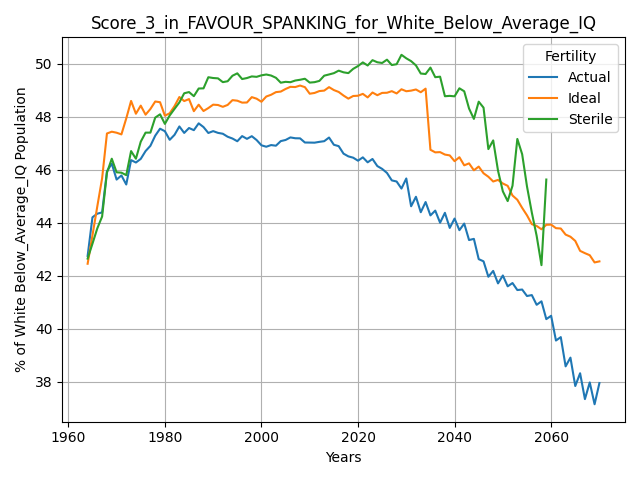 Score_3_in_FAVOUR_SPANKING_for_White_Below_Average_IQ
% of White Below_Average_IQ Population
50
48
46
44
42
40
38
Fertility
Actual
Ideal
Sterile
1960
1980
2000
2020
2040
2060
Years